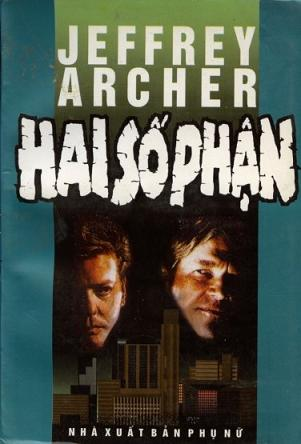 JEFFREY
ARCHER
HAI SỐ PHẬN
NHÀ XUẤT BẢN PHỤ NỮ